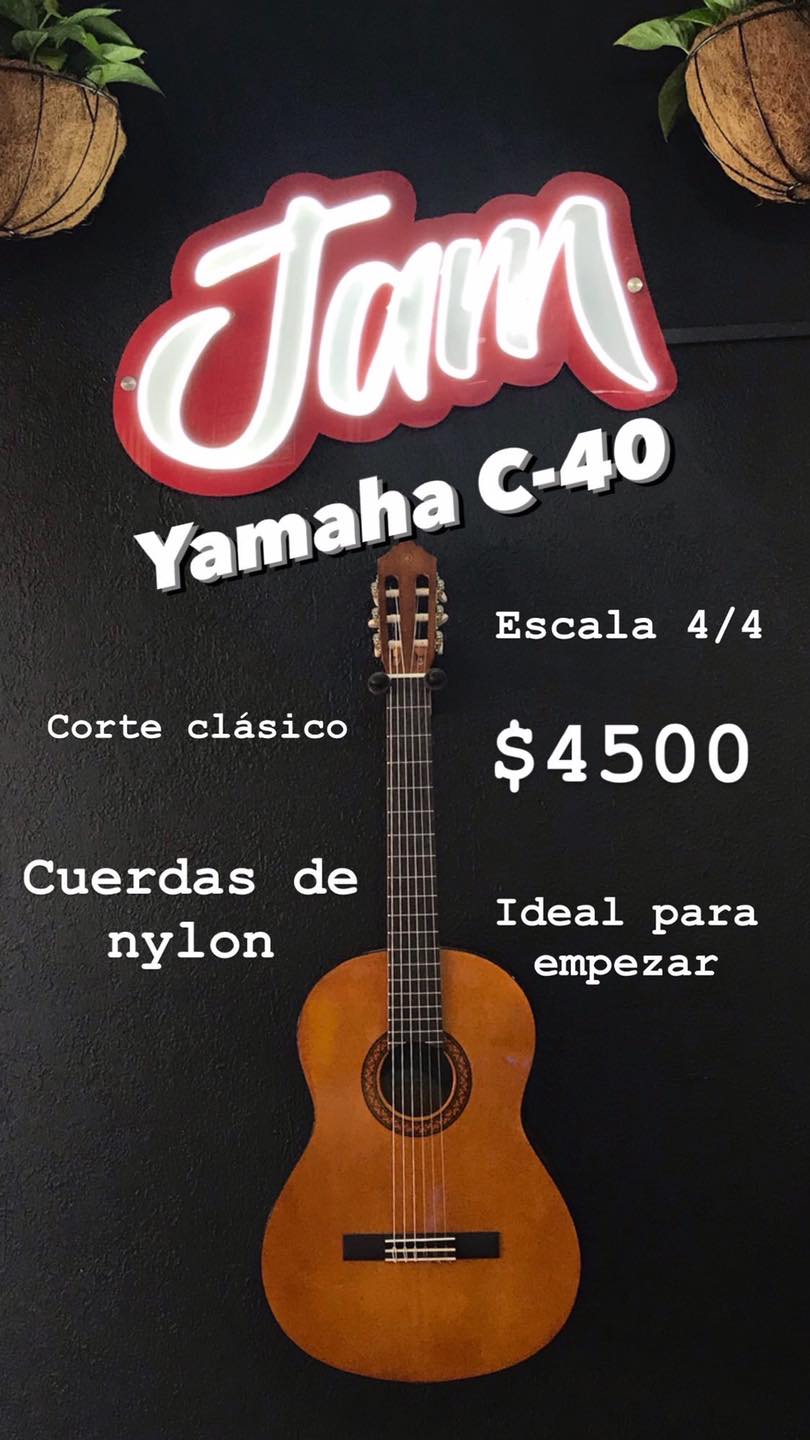 Jam
Yamaha C-40
Escala 4/4
Corte clásico
$4500
Cuerdas de
nylon
Ideal para
empezar